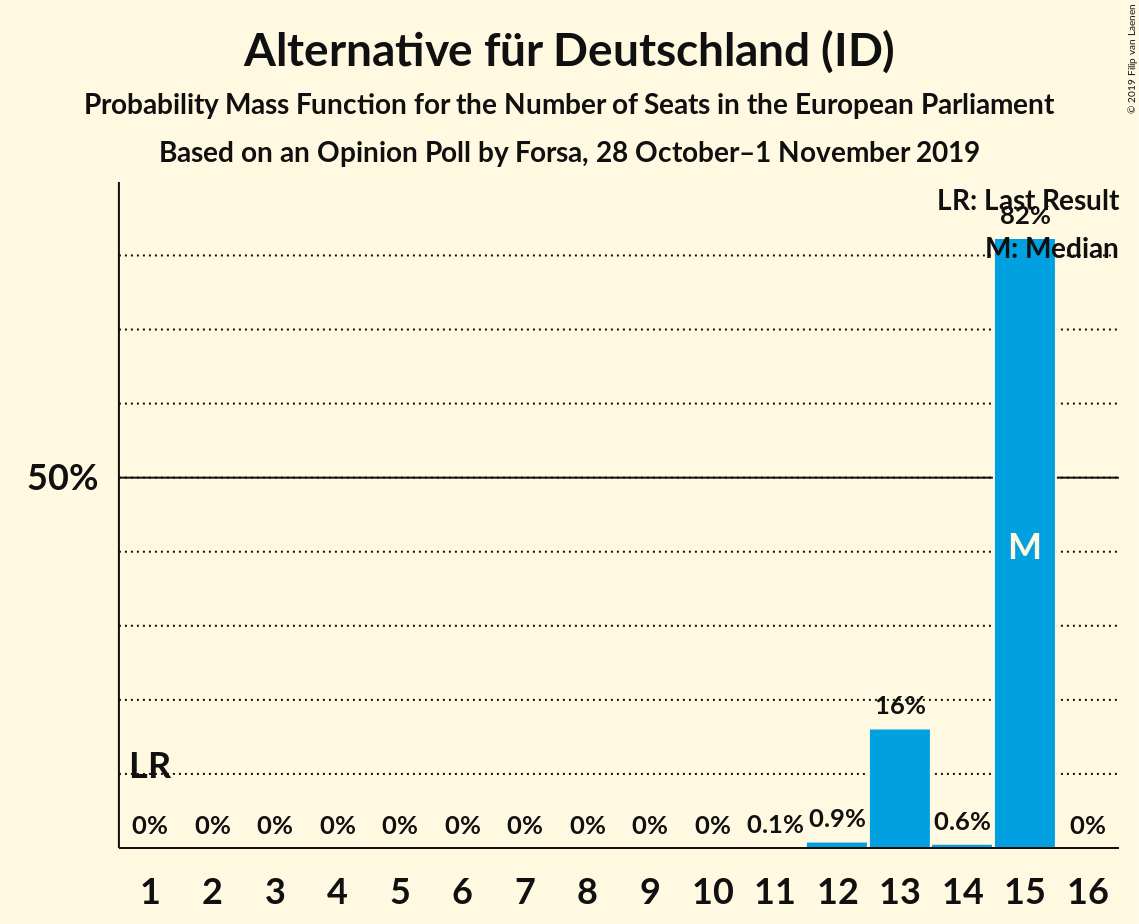 Alternative für Deutschland (ID)
Probability Mass Function for the Number of Seats in the European Parliament
Based on an Opinion Poll by Forsa, 28 October–1 November 2019
© 2019 Filip van Laenen
LR: Last Result
82%
M: Median
50%
M
16%
LR
0% 0% 0% 0% 0% 0% 0% 0% 0% 0% 0.1% 0.9% 0.6% 0%
1 2 3 4 5 6 7 8 9 10 11 12 13 14 15 16